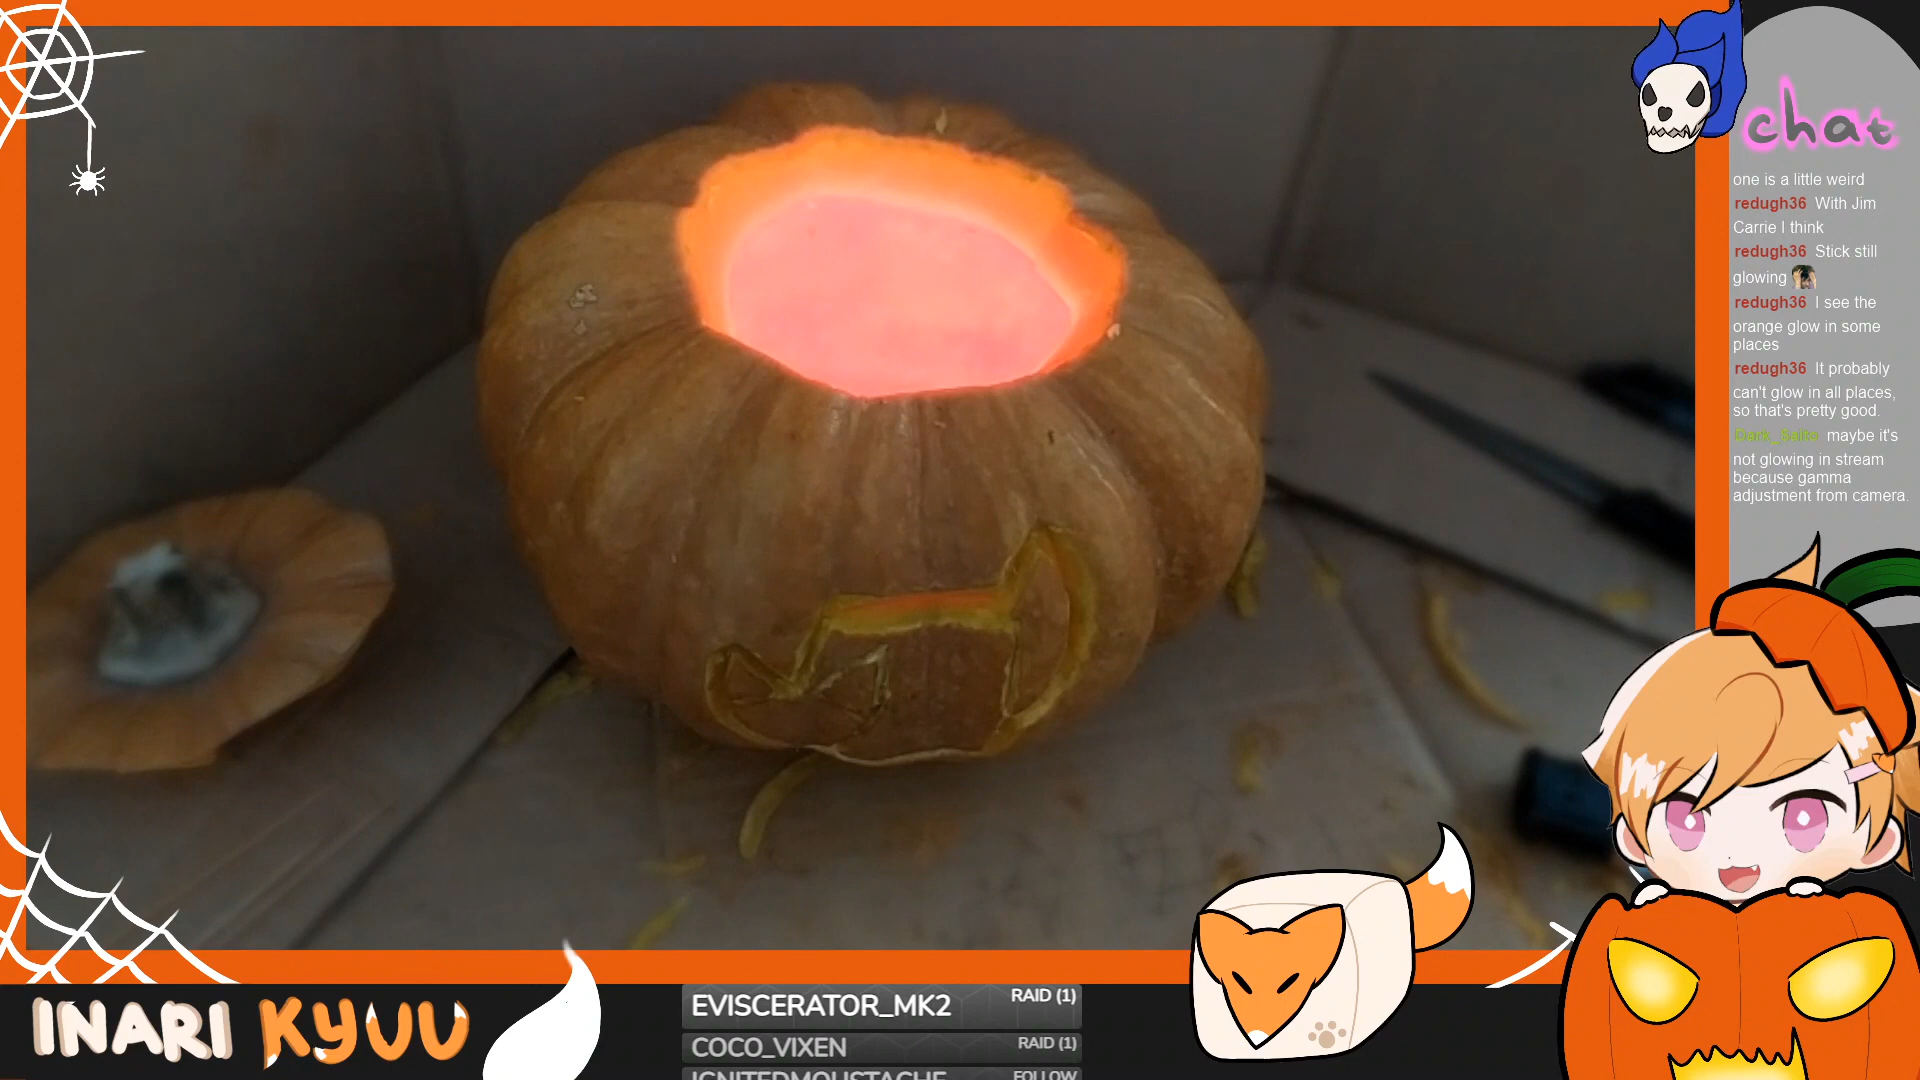 chat
one is a little weird
redugh36 With Jim
Carrie I think
redugh36 Stick still
glowing
redugh36 I see the
orange glow in some
places
redugh36 It probably
can't glow in all places,
so that's pretty good.
Dark_Saito maybe it's
not glowing in stream
because gamma
adjustment from camera.
INARI KYUU
EVISCERATOR_MK2 RAID (1)
COCO_VIXEN RAID (1)
IGNITEDMOUSTACHE FOLLOW